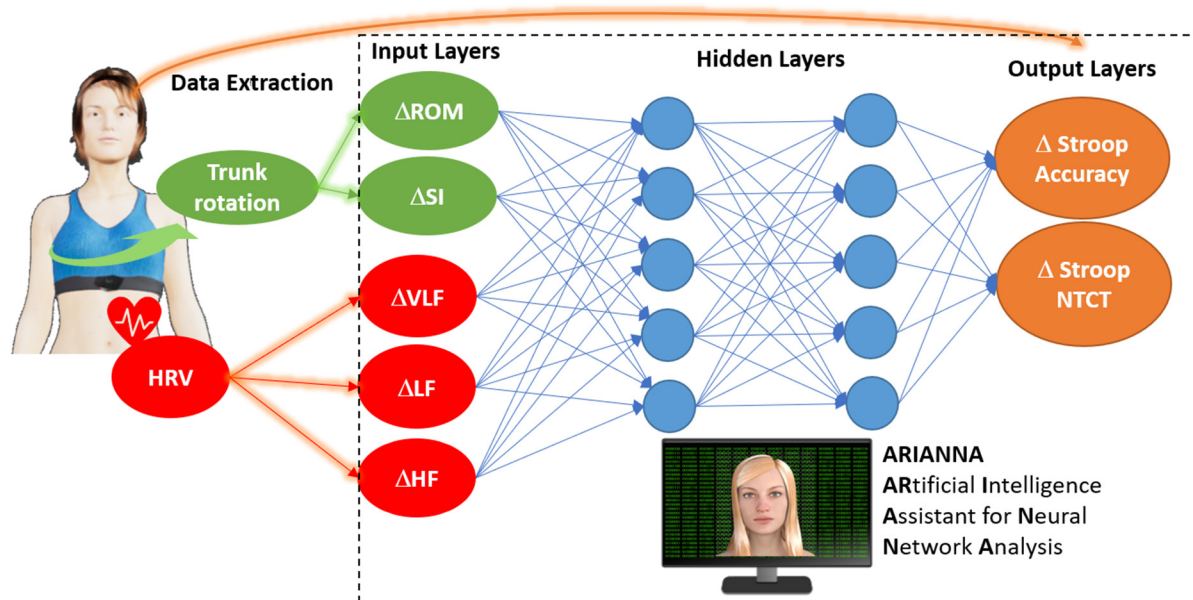 Data Extraction
Input Layers
Hidden Layers
Output Layers
Trunk
rotation
HRV
ΔROM
ΔSI
ΔVLF
ΔLF
ΔHF
Δ Stroop
Accuracy
Δ Stroop
NTCT
ARIANNA
ARtificial Intelligence
Assistant for Neural
Network Analysis